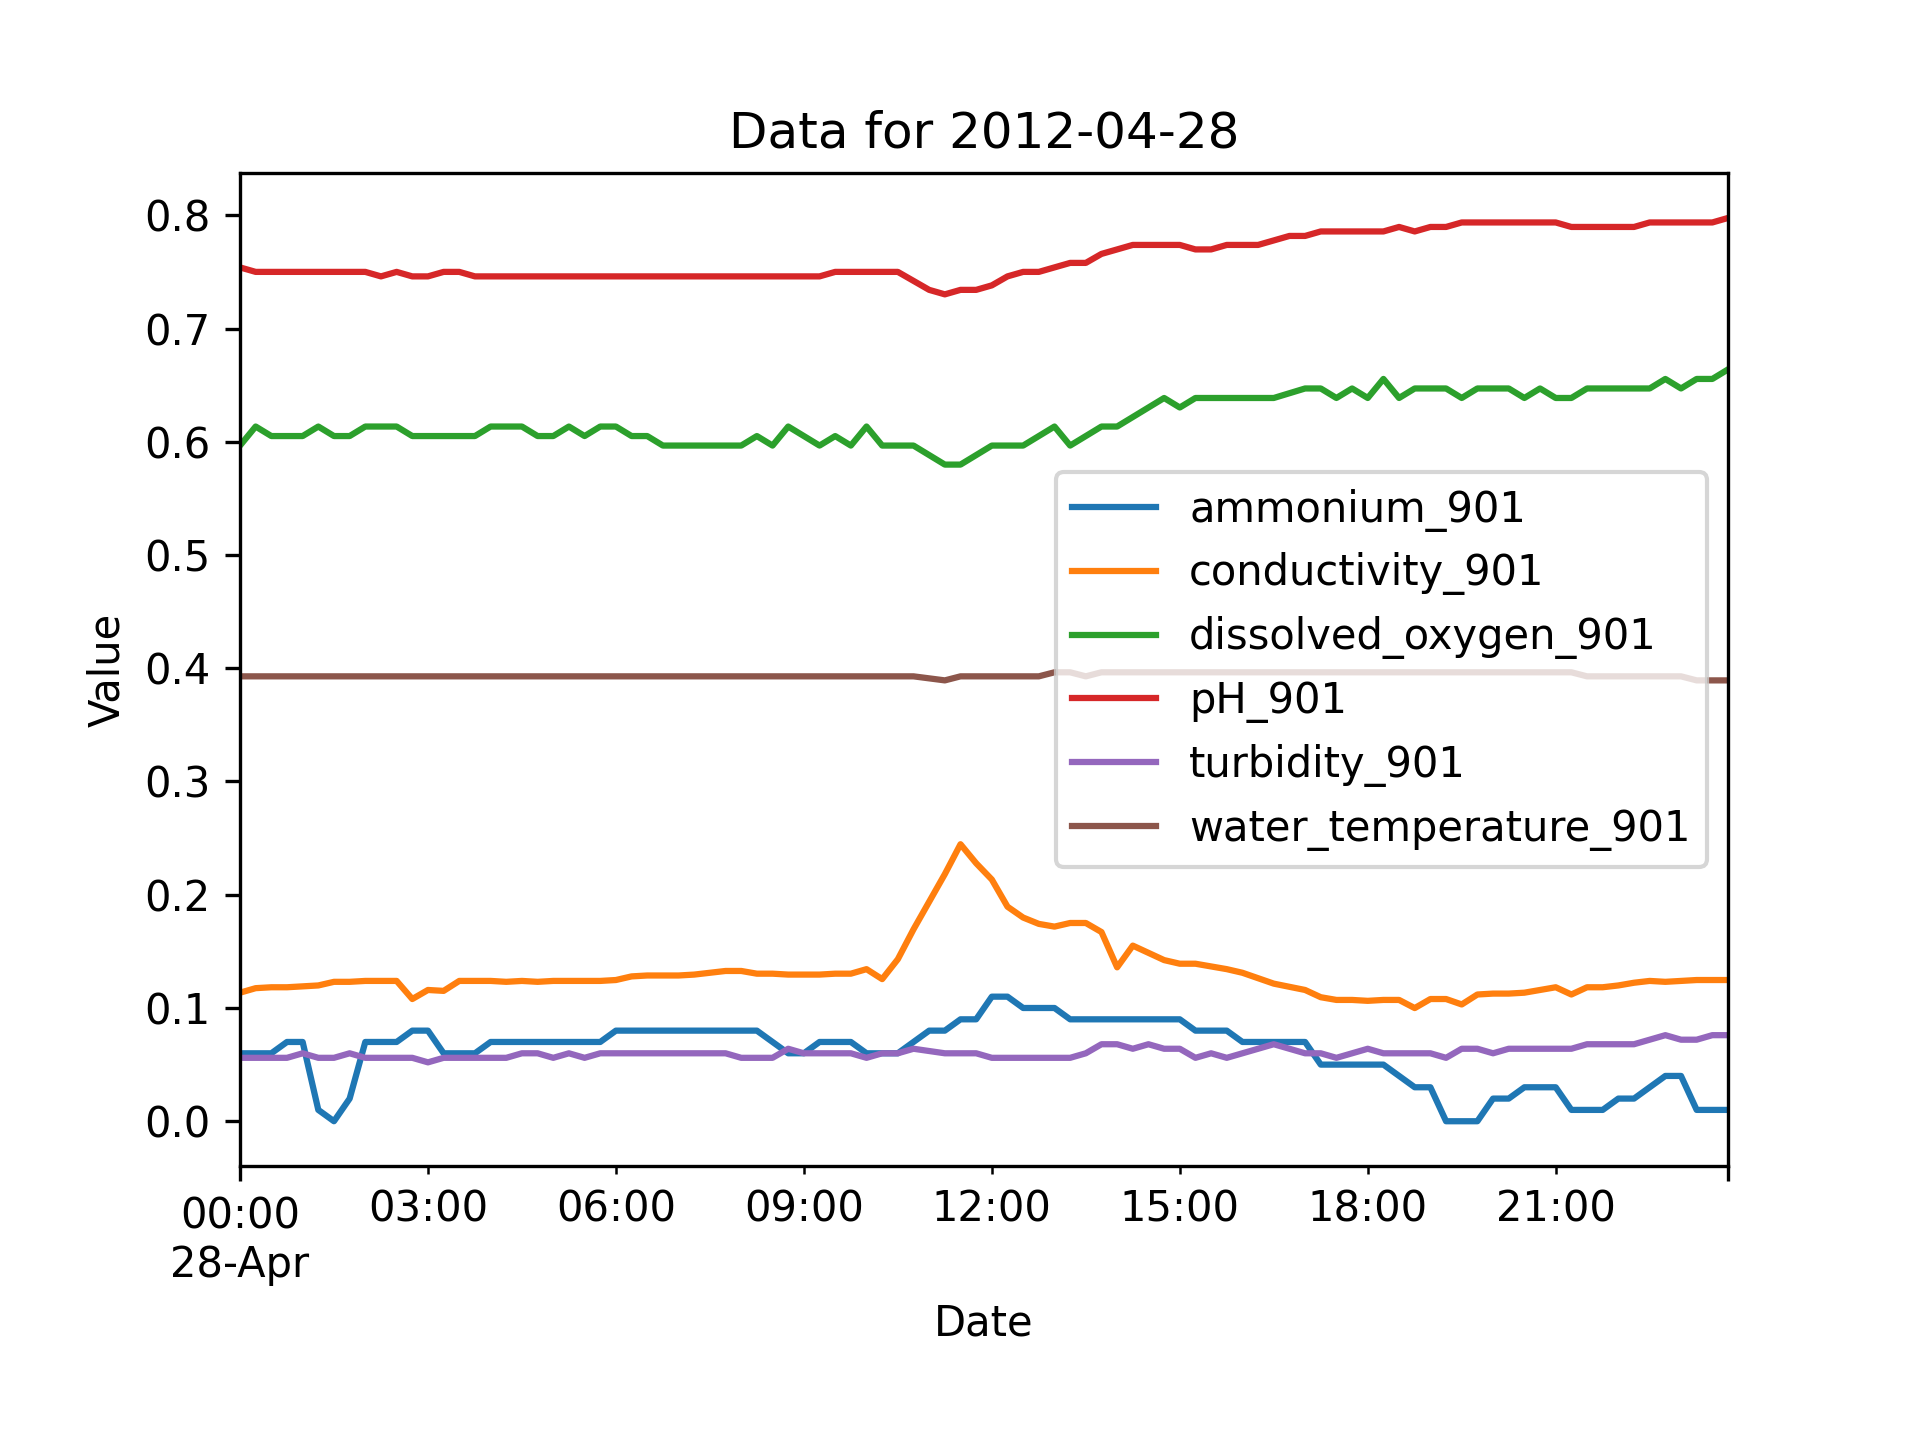 Data for 2012-04-28
Value
0.8
0.7
0.6
0.5
0.4
0.3
0.2
0.1
0.0
ammonium_901
conductivity_901
dissolved_oxygen_901
pH_901
turbidity_901
water_temperature_901
00:00 03:00 06:00 09:00 12:00 15:00 18:00 21:00
28-Apr
Date